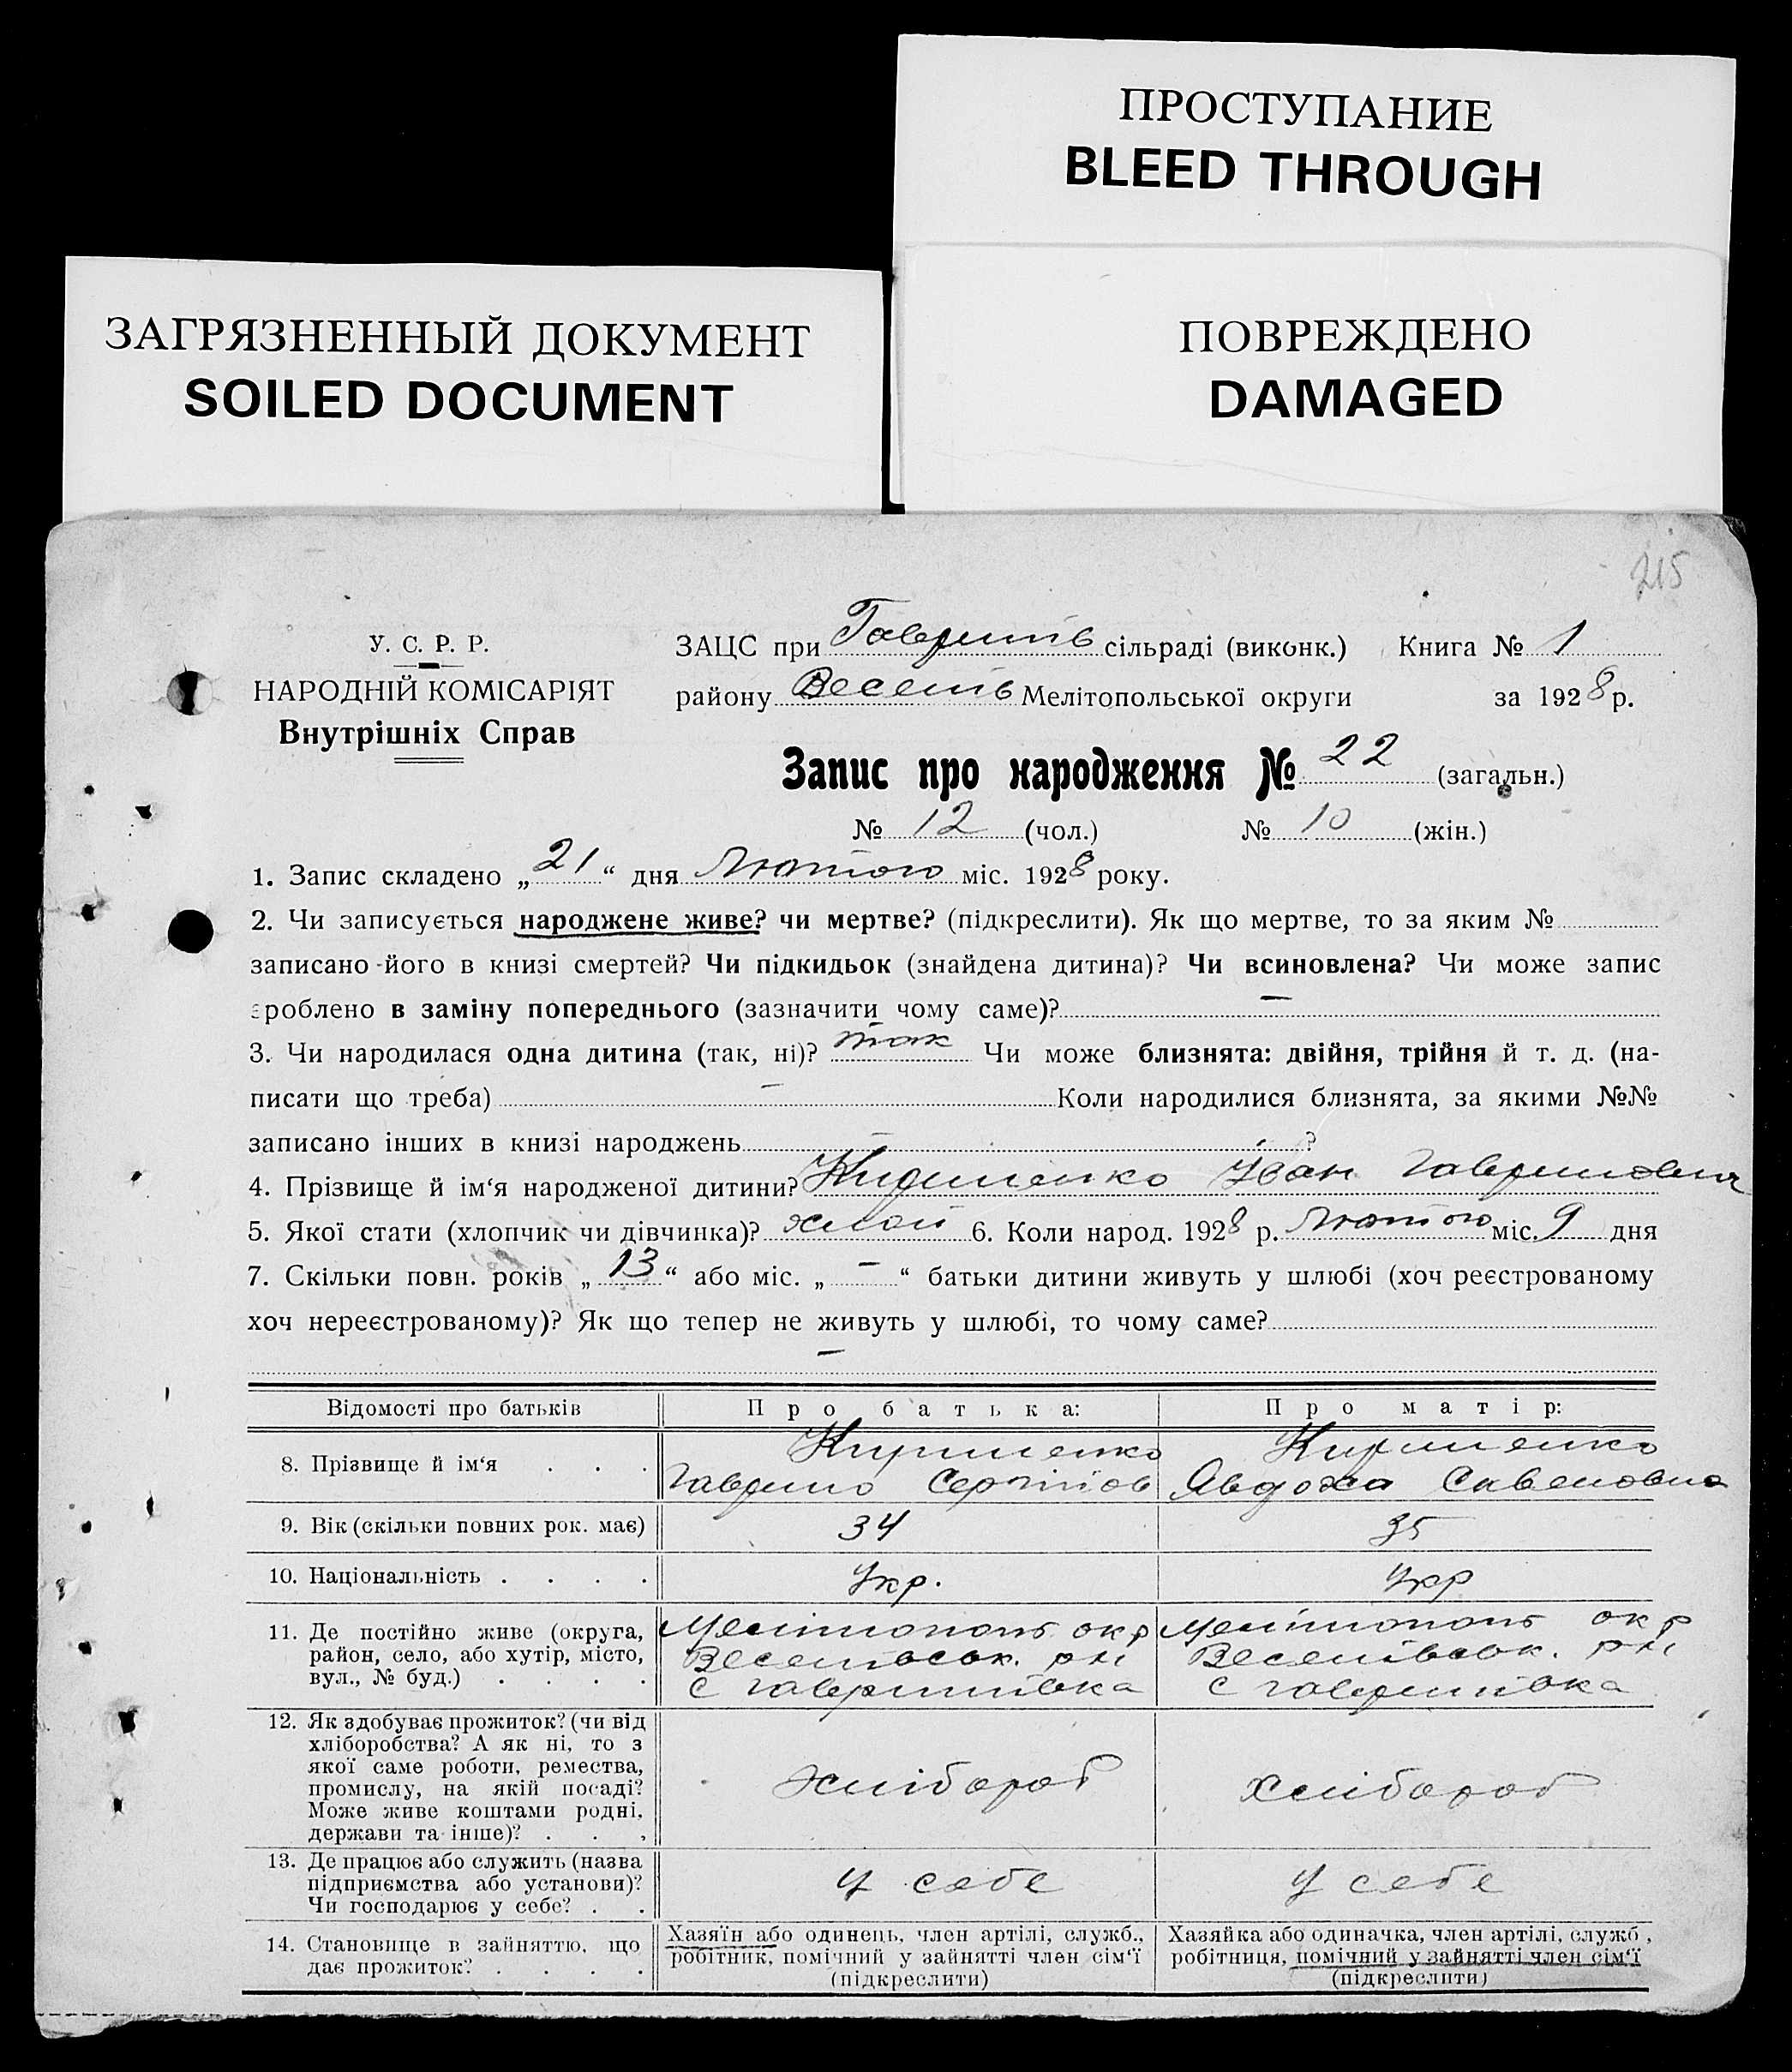 ПРОСТУПАНИЕ
BLEED THROUGH
ЗАГРЯЗНЕННЫЙ ДОКУМЕНТ
SOILED DOCUMENT
ПОВРЕЖДЕНО
DAMAGED
215
У. С. Р. Р.
НАРОДНІЙ КОМІСАРІЯТ
Внутрішніх Справ
ЗАЦС при Гаврилів сільраді (виконк.) Книга № 1
району Веселів Мелітопольської округи за 1928 р.
Запис про народження № 22 (загальн.)
№ 12 (чол.) № 10 (жін.)
1. Запис складено „21“ дня Лютого міс. 1928 року.
2. Чи записується народжене живе? чи мертве? (підкреслити). Як що мертве, то за яким №
записано його в книзі смертей? Чи підкидьок (знайдена дитина)? Чи всиновлена? Чи може запис
зроблено в заміну попереднього (зазначити чому саме)? —
3. Чи народилася одна дитина (так, ні)? так Чи може близнята: двійня, трійня й т. д. (на-
писати що треба) — Коли народилися близнята, за якими №№
записано інших в книзі народжень — ?
4. Прізвище й ім‘я народженої дитини? Іван Гаврилович
5. Якої стати (хлопчик чи дівчинка)? 6. Коли народ. 1928 р. Лютого міс. 9 дня
7. Скільки повн. років „13“ або міс. „—“ батьки дитини живуть у шлюбі (хоч реєстрованому
хоч нереєстрованому)? Як що тепер не живуть у шлюбі, то чому саме?
—
Відомості про батьків Про батька: Про матір:
8. Прізвище й ім‘я . . . Кириленко Кириленко
Гаврило Сергіїов Явдоха Савеловна
9. Вік (скільки повних рок. має) 34 35
10. Національність . . . . Укр. Укр
11. Де постійно живе (округа, Мелітополь окр Мелітополь окр
район, село, або хутір, місто, Веселівськ. рн Веселівськ. рн
вул., № буд.) . . . . с Гаврилівка с Гаврилівка
12. Як здобуває прожиток? (чи від
хліборобства? А як ні, то з
якої саме роботи, ремества,
промислу, на якій посаді? хлібороб хлібороб
Може живе коштами родні,
держави та інше)? . . .
13. Де працює або служить (назва
підприємства або установи)? У себе У себе
Чи господарює у себе? . .
14. Становище в зайняттю, що Хазяїн або одинець, член артілі, служб., Хазяйка або одиначка, член артілі, служб,
дає прожиток? . . . . робітник, помічний у зайнятті член сім‘ї робітниця, помічний у зайнятті член сім‘ї
(підкреслити) (підкреслити)